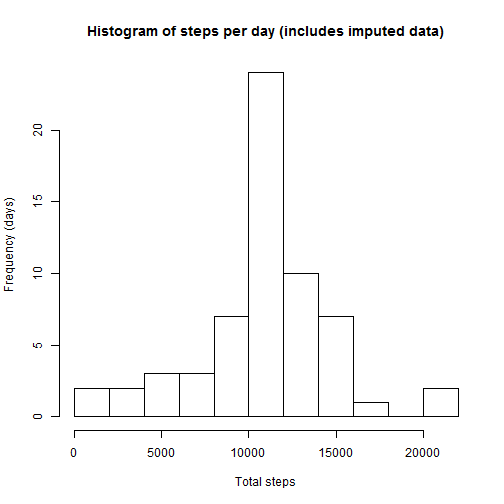 Histogram of steps per day (includes imputed data)
Frequency (days)
20
15
10
5
0
0 5000 10000 15000 20000
Total steps